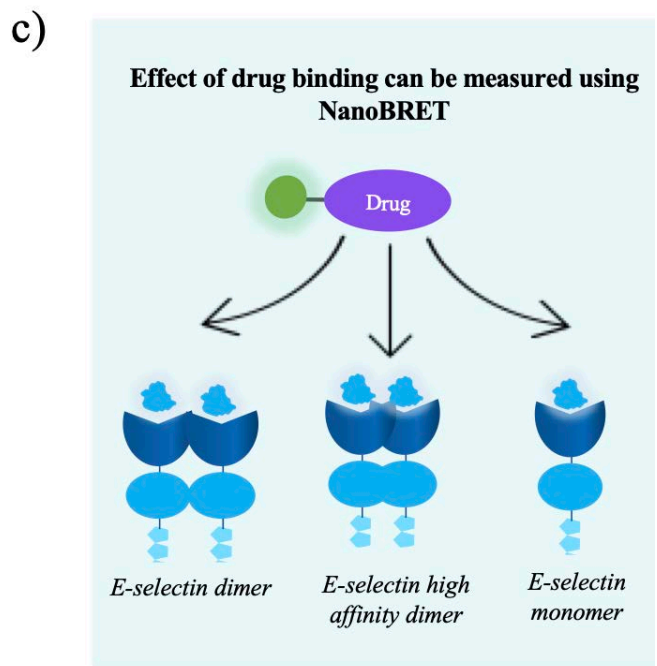 c)
Effect of drug binding can be measured using
NanoBRET
Drug
E-selectin dimer
E-selectin high
affinity dimer
E-selectin
monomer